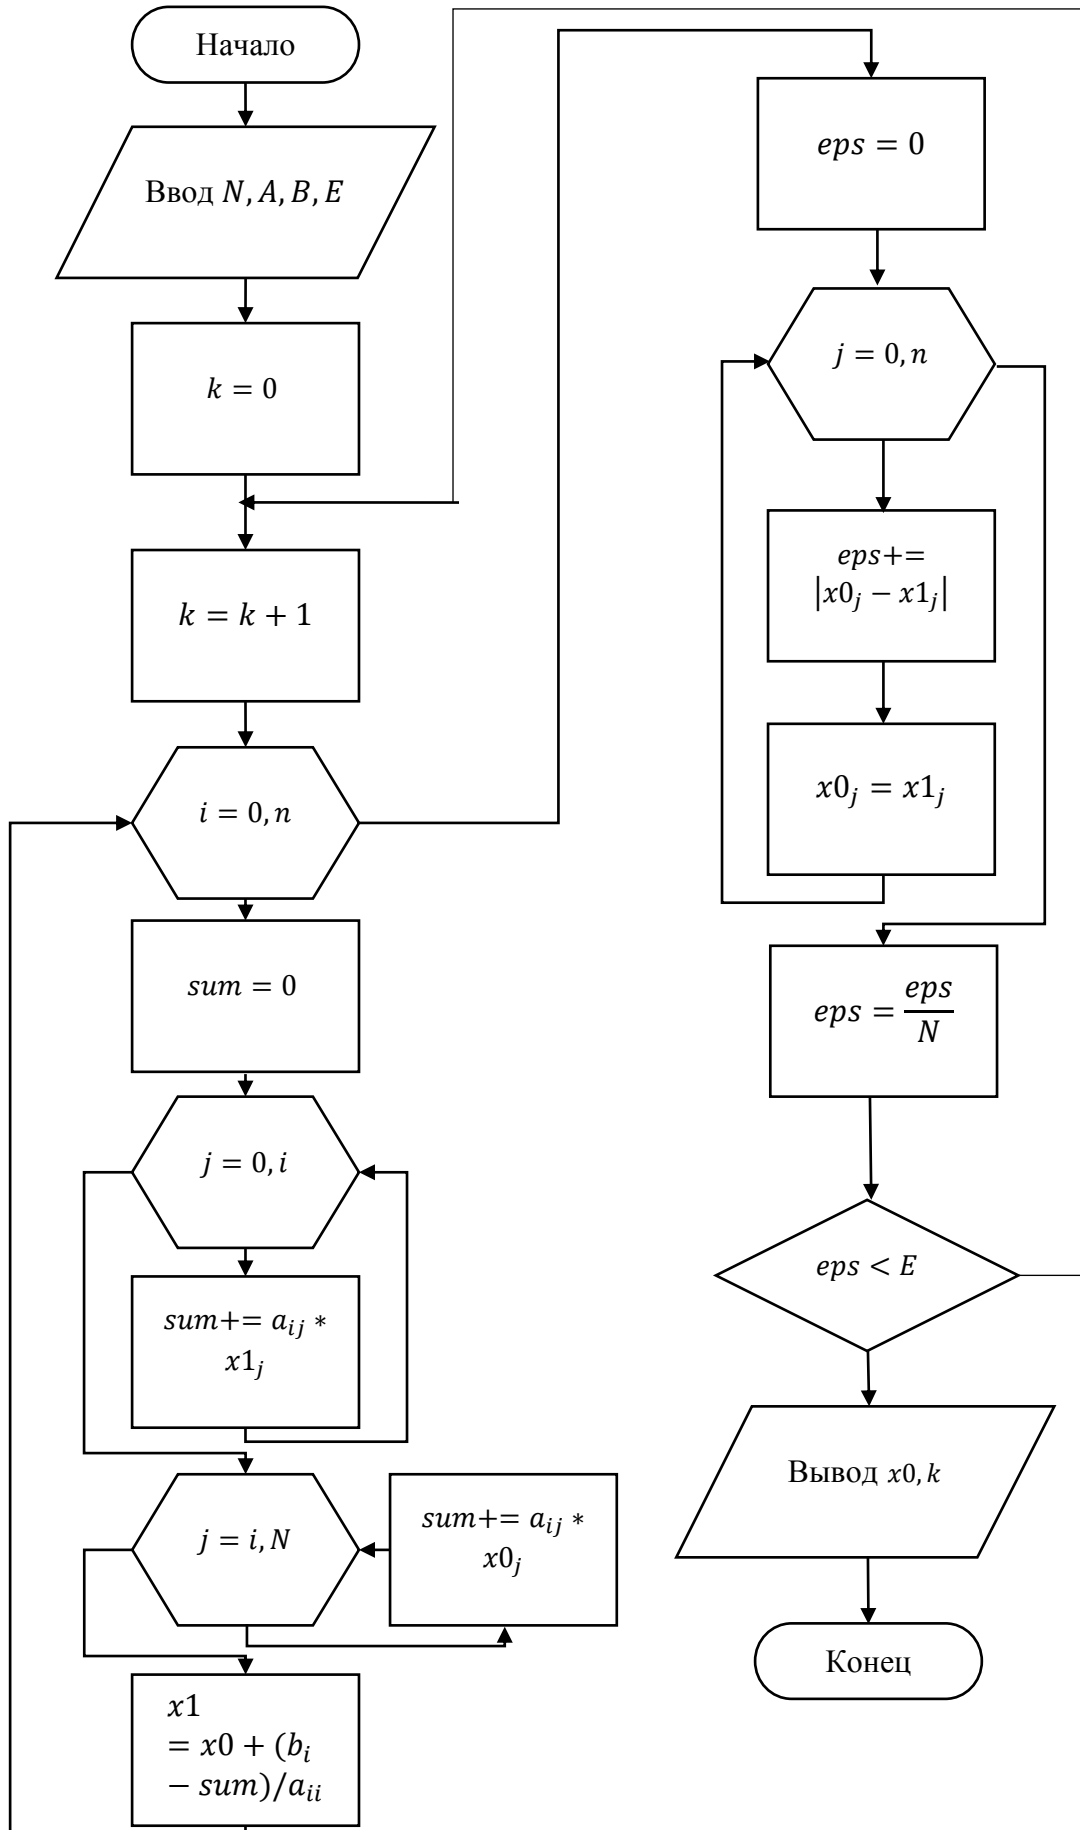 Начало
Ввод N, A, B, E
k = 0
k = k + 1
i = 0, n
sum = 0
j = 0, i
sum+= a_ij *
x1_j
j = i, N
sum+= a_ij *
x0_j
x1
= x0 + (b_i
− sum)/a_ii
eps = 0
j = 0, n
eps+=
|x0_j − x1_j|
x0_j = x1_j
eps = eps/N
eps < E
Вывод x0, k
Конец